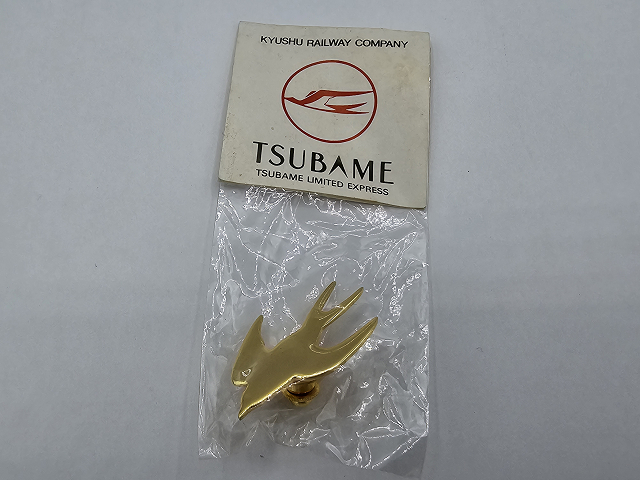 KYUSHU RAILWAY COMPANY
TSUBAME
TSUBAME LIMITED EXPRESS